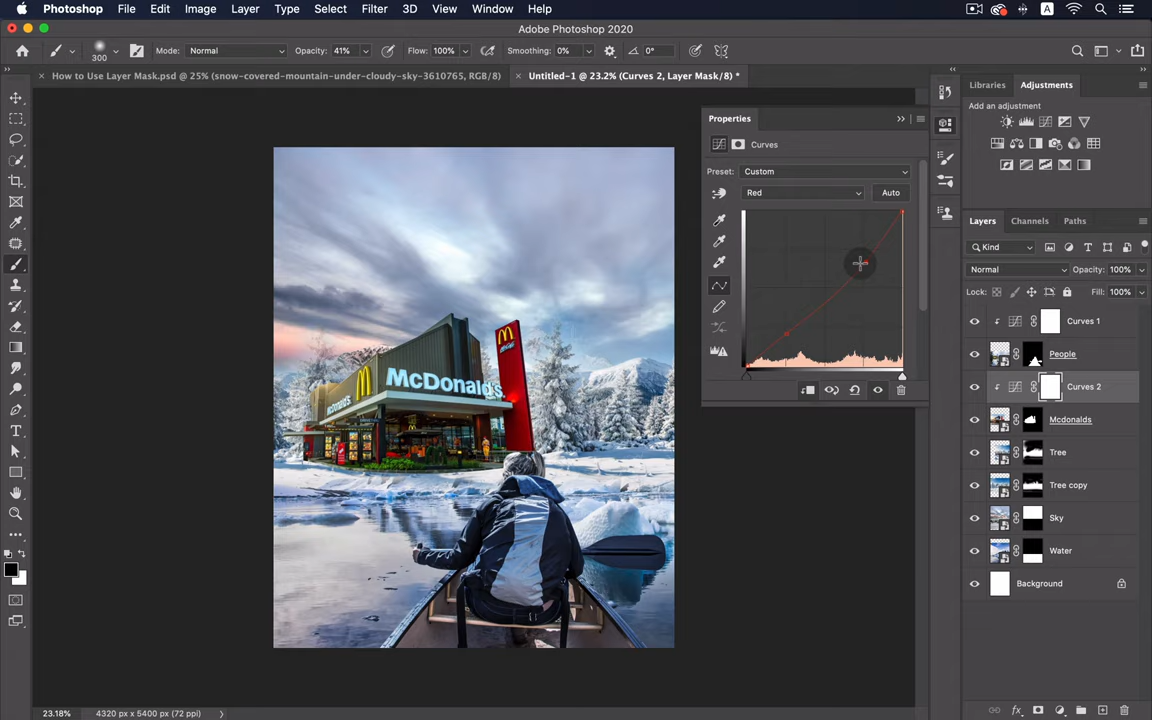 Photoshop File Edit Image Layer Type Select Filter 3D View Window Help
A
Adobe Photoshop 2020
300 Mode: Normal Opacity: 41% Flow: 100% Smoothing: 0% 0°
How to Use Layer Mask.psd @ 25% (snow-covered-mountain-under-cloudy-sky-3610765, RGB/8)
Untitled-1 @ 23.2% (Curves 2, Layer Mask/8) *
Libraries Adjustments
Add an adjustment
Properties
Curves
Preset: Custom
Red Auto
Layers Channels Paths
Kind
Normal Opacity: 100%
Lock: Fill: 100%
Curves 1
People
Curves 2
Mcdonalds
Tree
Tree copy
Sky
Water
Background
McDonald's
McDonald's
23.18% 4320 px x 5400 px (72 ppi)